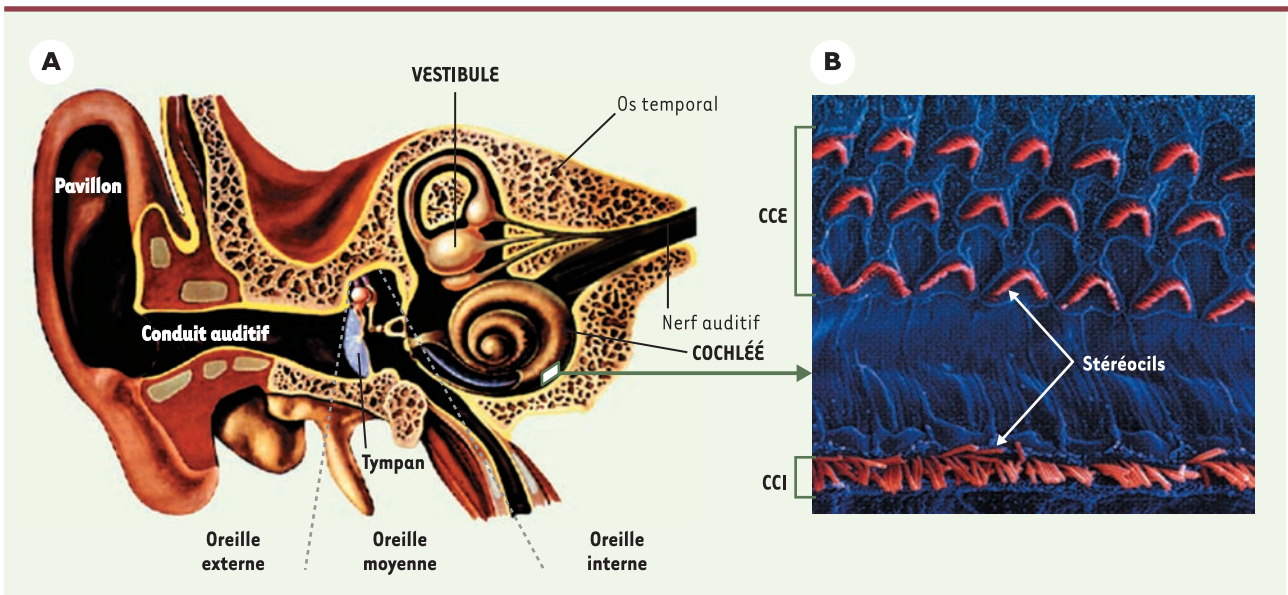 A
VESTIBULE
Os temporal
Pavillon
Conduit auditif
Nerf auditif
COCHLÉÉ
Tympan
Oreille
externe
Oreille
moyenne
Oreille
interne
B
CCE
Stéréocils
CCI